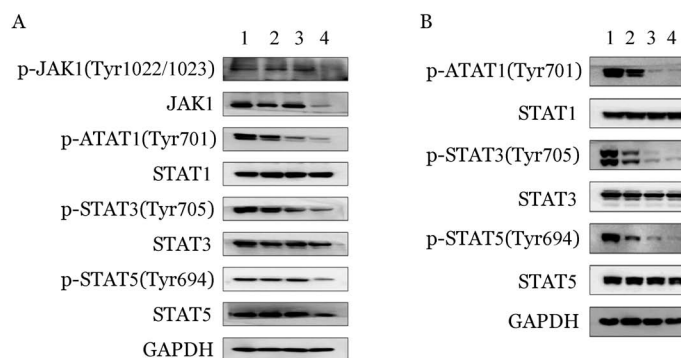 A
1 2 3 4
p-JAK1(Tyr1022/1023)
JAK1
p-ATAT1(Tyr701)
STAT1
p-STAT3(Tyr705)
STAT3
p-STAT5(Tyr694)
STAT5
GAPDH
B
1 2 3 4
p-ATAT1(Tyr701)
STAT1
p-STAT3(Tyr705)
STAT3
p-STAT5(Tyr694)
STAT5
GAPDH